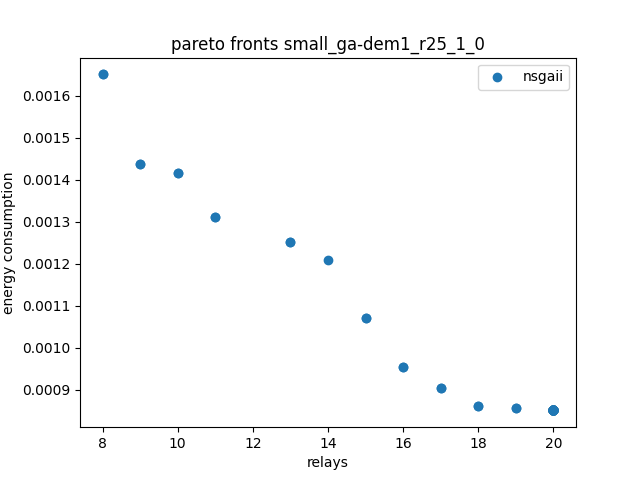 pareto fronts small_ga-dem1_r25_1_0
nsgaii
0.0016
0.0015
0.0014
0.0013
0.0012
0.0011
0.0010
0.0009
energy consumption
8 10 12 14 16 18 20
relays